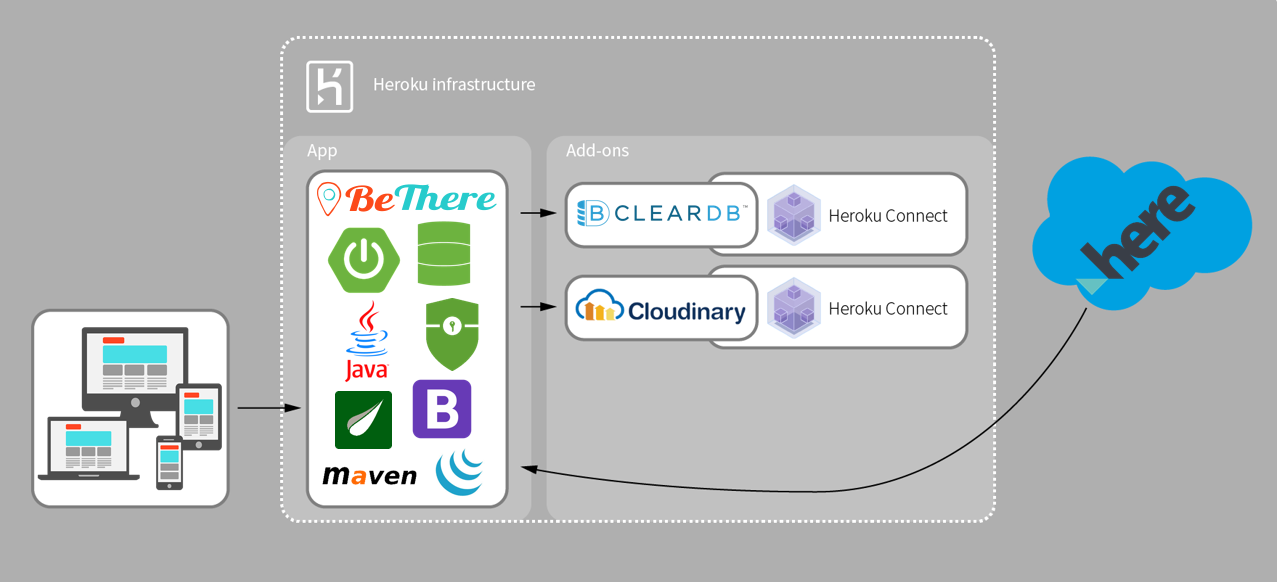 Heroku infrastructure
App
Add-ons
BeThere
CLEARDB™
Heroku Connect
Cloudinary
Heroku Connect
here
Java
B
maven